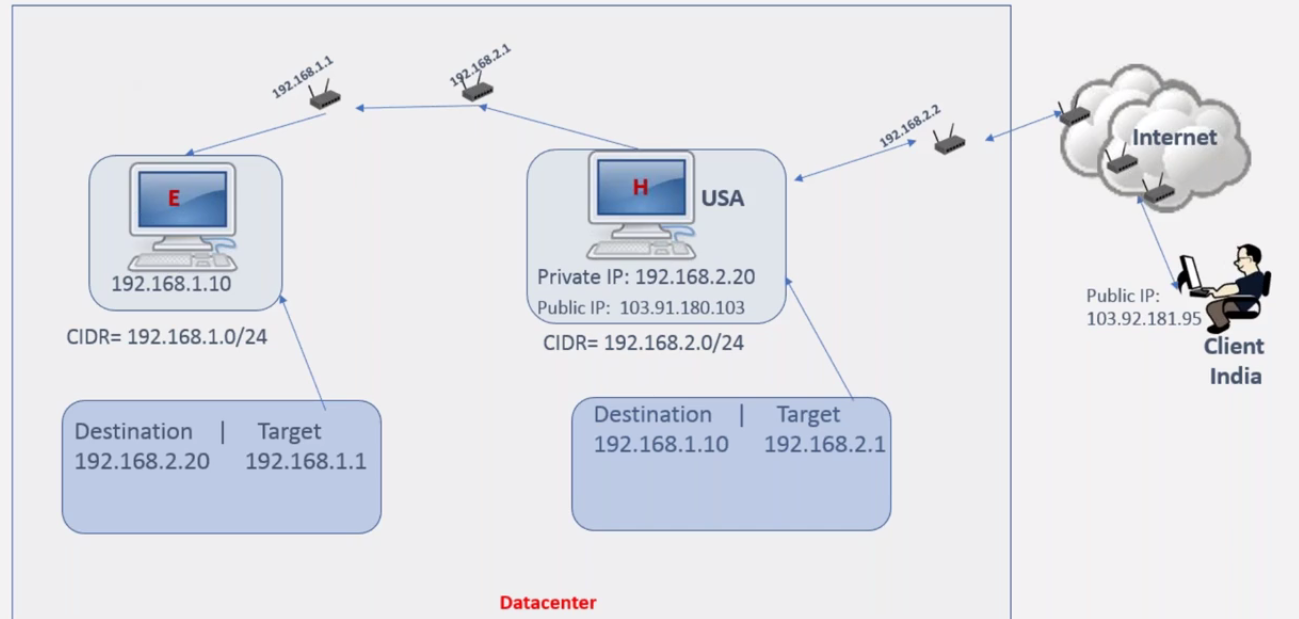 192.168.1.1
192.168.2.1
192.168.2.2
Internet
E
192.168.1.10
CIDR= 192.168.1.0/24
H
USA
Private IP: 192.168.2.20
Public IP: 103.91.180.103
CIDR= 192.168.2.0/24
Public IP:
103.92.181.95
Client
India
Destination | Target
192.168.2.20 192.168.1.1
Destination | Target
192.168.1.10 192.168.2.1
Datacenter